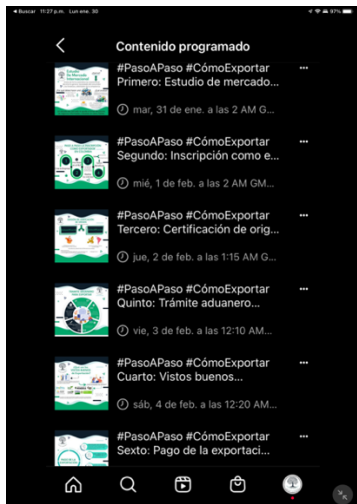 Buscar 11:27 p.m. Lun ene. 30
97%
Contenido programado
#PasoAPaso #CómoExportar
Primero: Estudio de mercado...
mar, 31 de ene. a las 2 AM G...
#PasoAPaso #CómoExportar
Segundo: Inscripción como e...
mié, 1 de feb. a las 2 AM GM...
#PasoAPaso #CómoExportar
Tercero: Certificación de orig...
jue, 2 de feb. a las 1:15 AM G...
#PasoAPaso #CómoExportar
Quinto: Trámite aduanero...
vie, 3 de feb. a las 12:10 AM...
#PasoAPaso #CómoExportar
Cuarto: Vistos buenos...
sáb, 4 de feb. a las 12:20 AM...
#PasoAPaso #CómoExportar
Sexto: Pago de la exportaci...